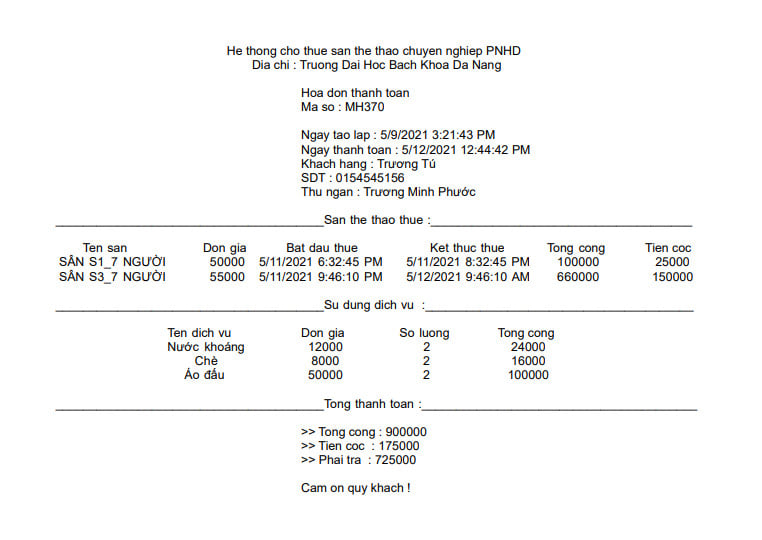 He thong cho thue san the thao chuyen nghiep PNHD
Dia chi : Truong Dai Hoc Bach Khoa Da Nang
Hoa don thanh toan
Ma so : MH370
Ngay tao lap : 5/9/2021 3:21:43 PM
Ngay thanh toan : 5/12/2021 12:44:42 PM
Khach hang : Trương Tú
SDT : 0154545156
Thu ngan : Trương Minh Phước
San the thao thue :
Ten san Don gia Bat dau thue Ket thuc thue Tong cong Tien coc
SÂN S1_7 NGƯỜI 50000 5/11/2021 6:32:45 PM 5/11/2021 8:32:45 PM 100000 25000
SÂN S3_7 NGƯỜI 55000 5/11/2021 9:46:10 PM 5/12/2021 9:46:10 AM 660000 150000
Su dung dich vu :
Ten dich vu Don gia So luong Tong cong
Nước khoáng 12000 2 24000
Chè 8000 2 16000
Áo đấu 50000 2 100000
Tong thanh toan :
>> Tong cong : 900000
>> Tien coc : 175000
>> Phai tra : 725000
Cam on quy khach !